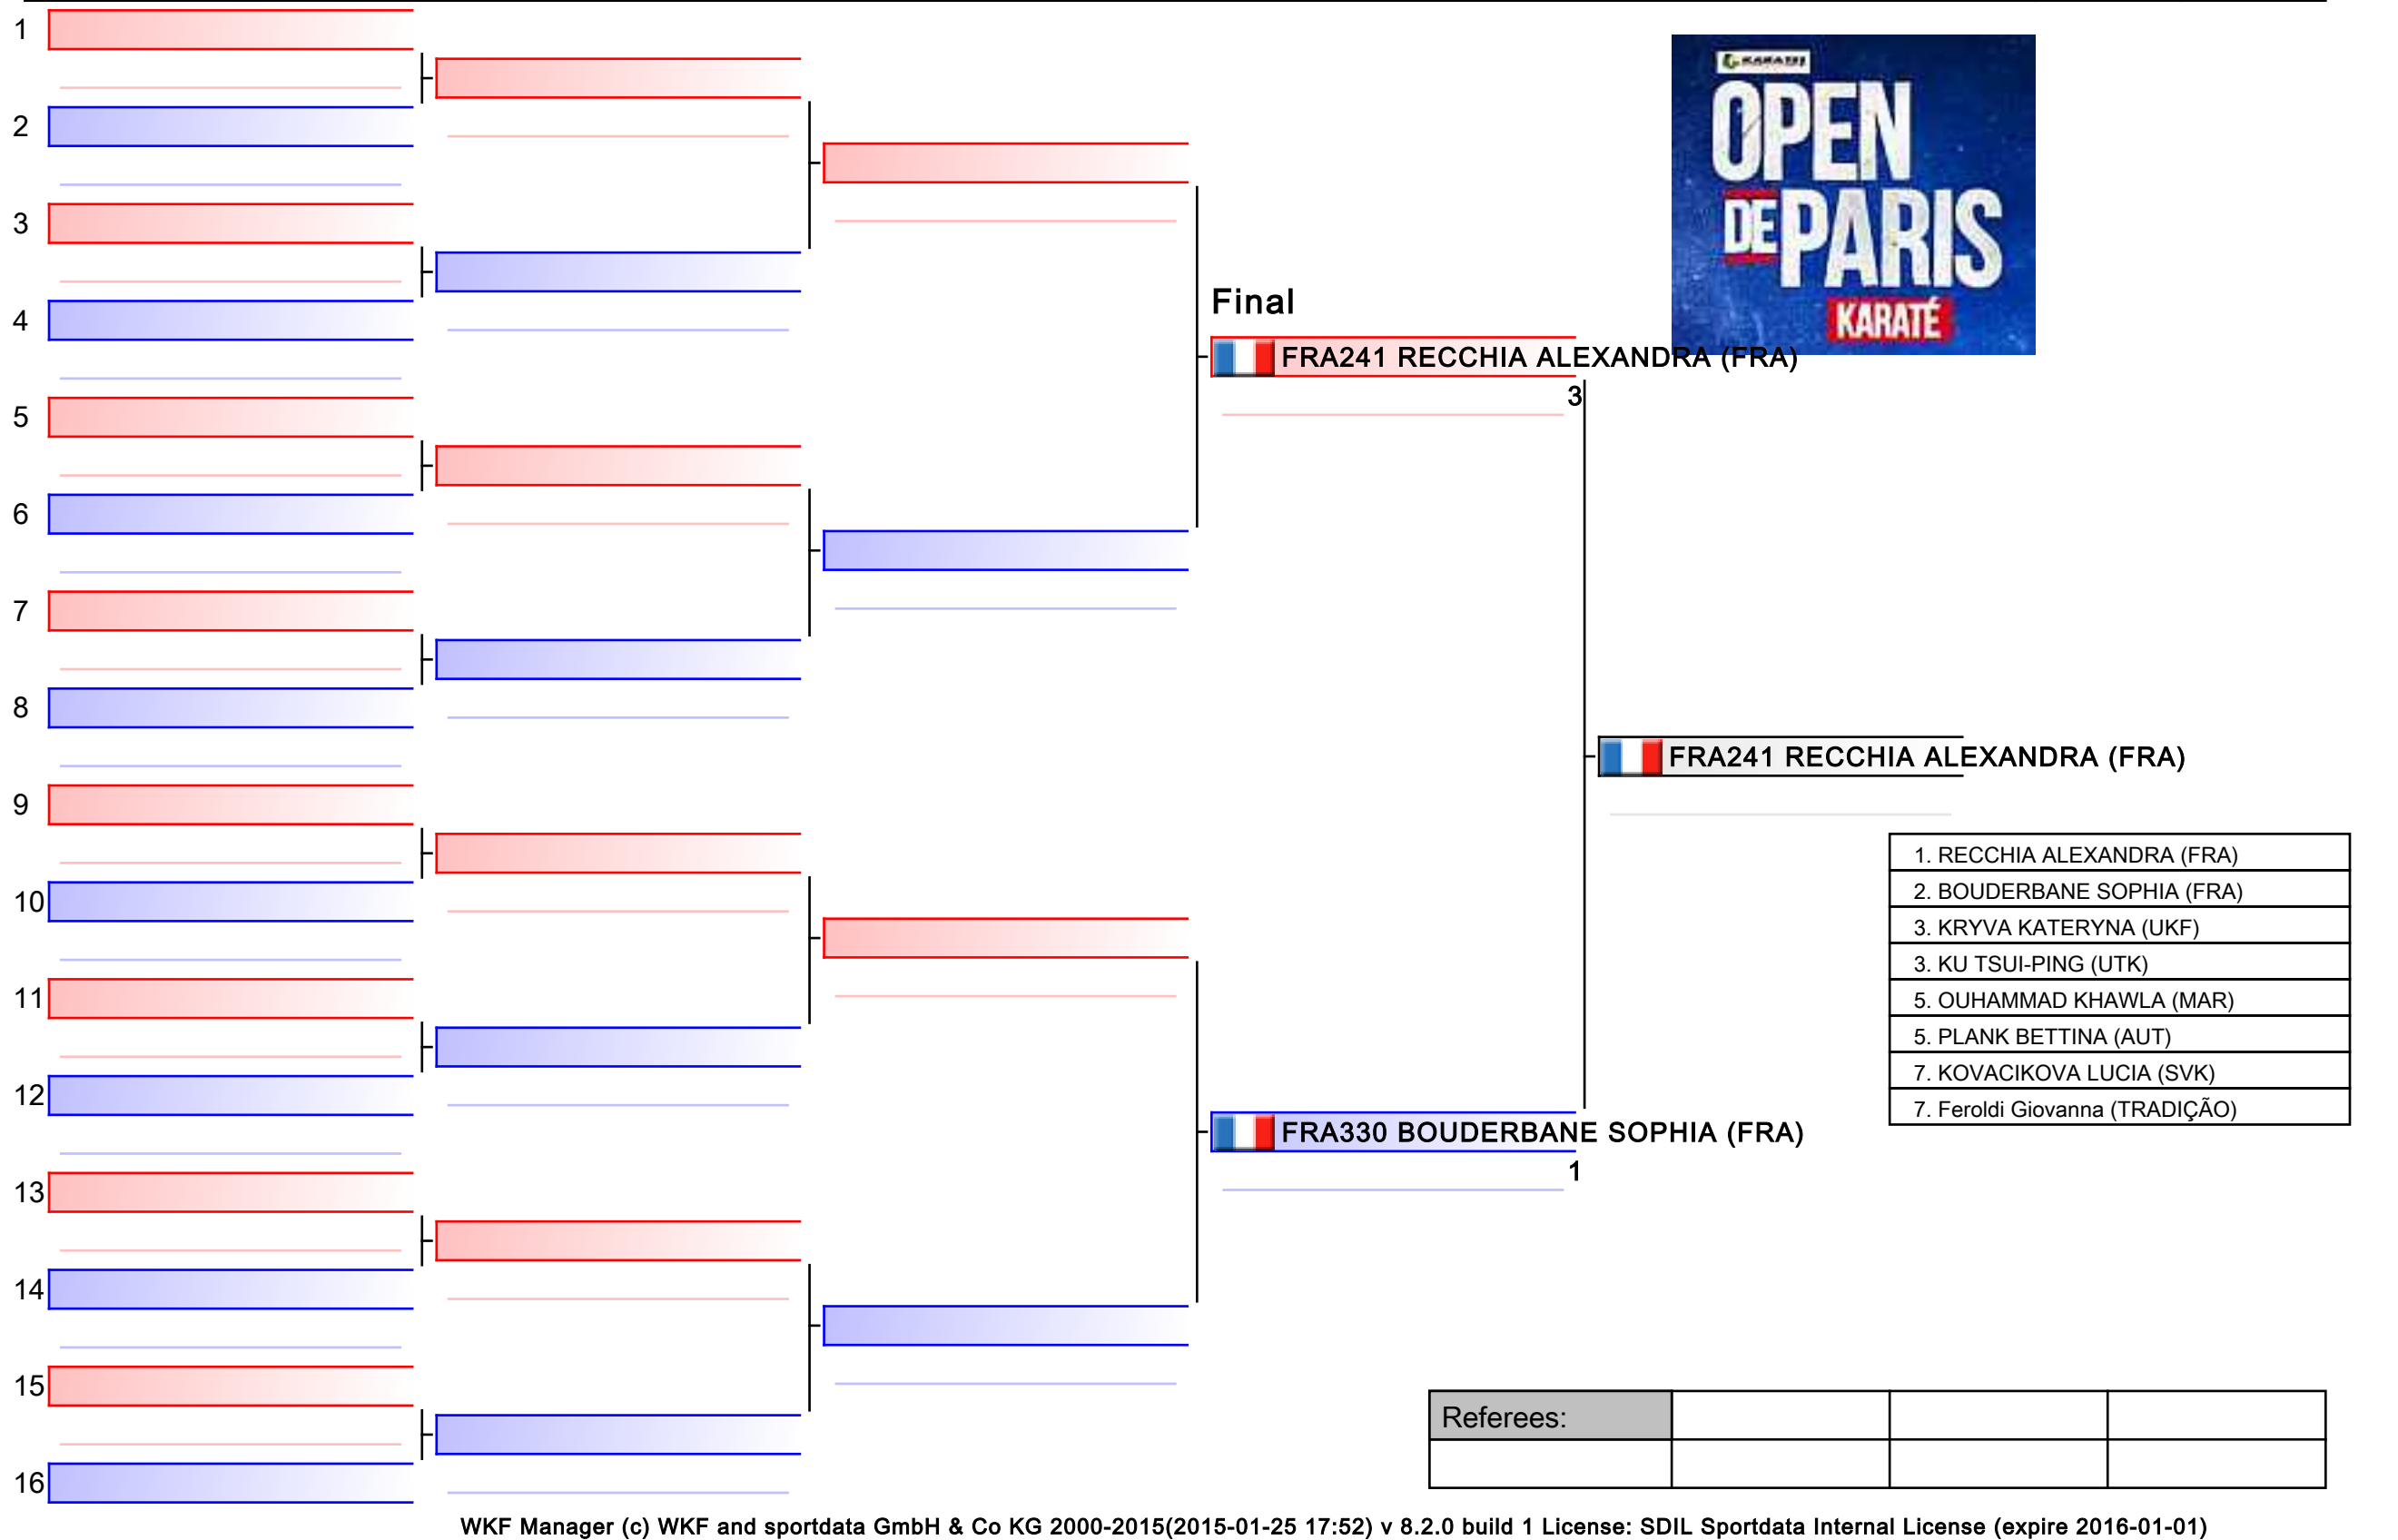 1
2
3
4
5
6
7
8
9
10
11
12
13
14
15
16
OPEN
DE PARIS
KARATÉ
Final
FRA241 RECCHIA ALEXANDRA (FRA)
3
FRA241 RECCHIA ALEXANDRA (FRA)
FRA330 BOUDERBANE SOPHIA (FRA)
1
1. RECCHIA ALEXANDRA (FRA)
2. BOUDERBANE SOPHIA (FRA)
3. KRYVA KATERYNA (UKF)
3. KU TSUI-PING (UTK)
5. OUHAMMAD KHAWLA (MAR)
5. PLANK BETTINA (AUT)
7. KOVACIKOVA LUCIA (SVK)
7. Feroldi Giovanna (TRADIÇÃO)
Referees:
WKF Manager (c) WKF and sportdata GmbH & Co KG 2000-2015(2015-01-25 17:52) v 8.2.0 build 1 License: SDIL Sportdata Internal License (expire 2016-01-01)